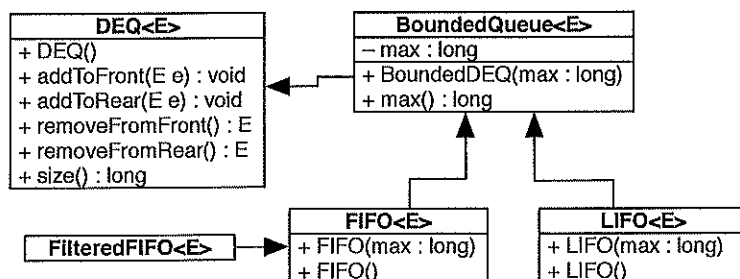 DEQ<E>
+ DEQ()
+ addToFront(E e) : void
+ addToRear(E e) : void
+ removeFromFront() : E
+ removeFromRear() : E
+ size() : long
BoundedQueue<E>
– max : long
+ BoundedDEQ(max : long)
+ max() : long
FilteredFIFO<E>
FIFO<E>
+ FIFO(max : long)
+ FIFO()
LIFO<E>
+ LIFO(max : long)
+ LIFO()